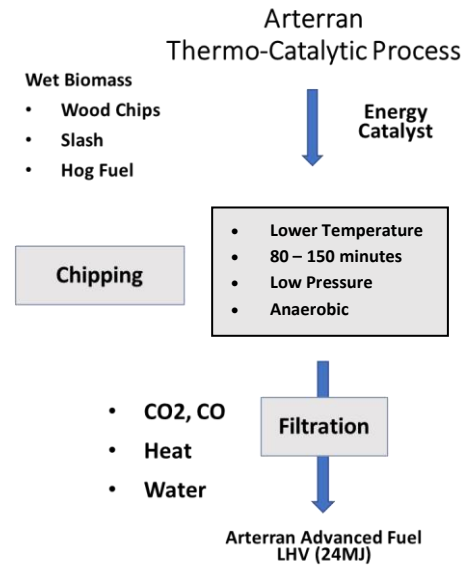 Arterran
Thermo-Catalytic Process
Wet Biomass
• Wood Chips
• Slash
• Hog Fuel
Energy
Catalyst
Chipping
• Lower Temperature
• 80 – 150 minutes
• Low Pressure
• Anaerobic
• CO2, CO
• Heat
• Water
Filtration
Arterran Advanced Fuel
LHV (24MJ)